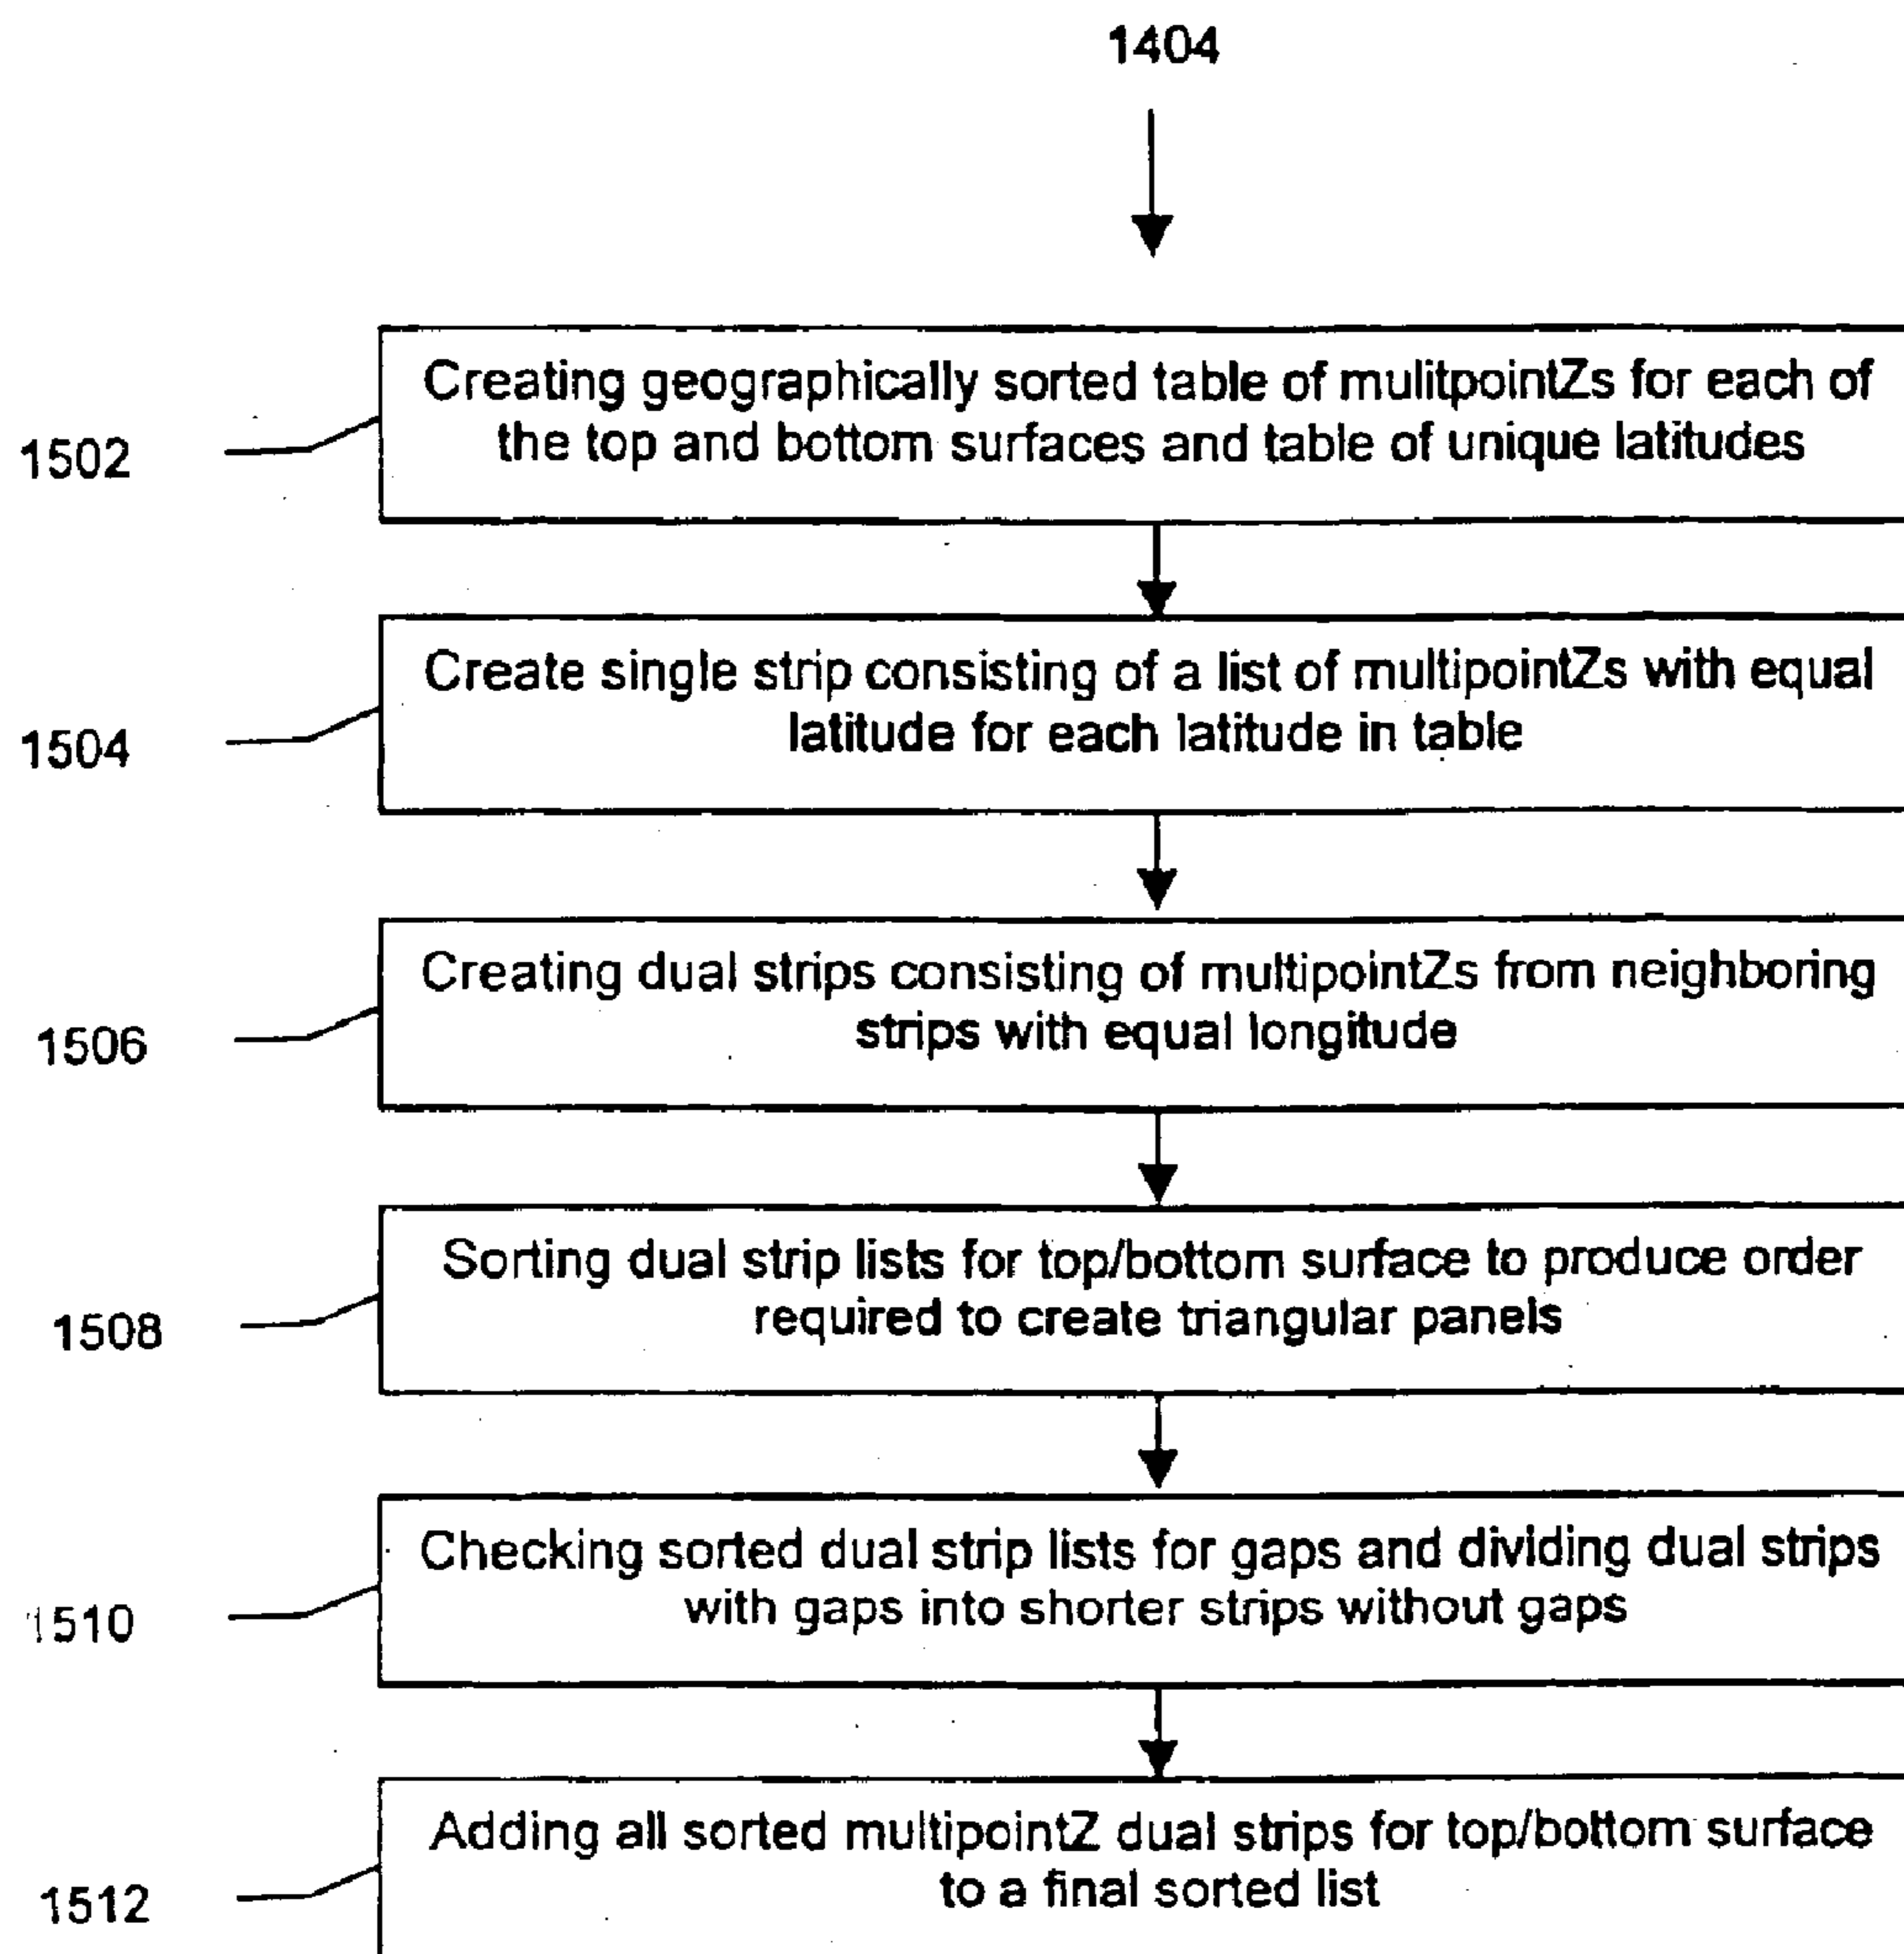 1404
Creating geographically sorted table of mulitpointZs for each of
the top and bottom surfaces and table of unique latitudes
1502
Create single strip consisting of a list of multipointZs with equal
latitude for each latitude in table
1504
Creating dual strips consisting of multipointZs from neighboring
strips with equal longitude
1506
Sorting dual strip lists for top/bottom surface to produce order
required to create triangular panels
1508
Checking sorted dual strip lists for gaps and dividing dual strips
with gaps into shorter strips without gaps
1510
Adding all sorted multipointZ dual strips for top/bottom surface
to a final sorted list
1512